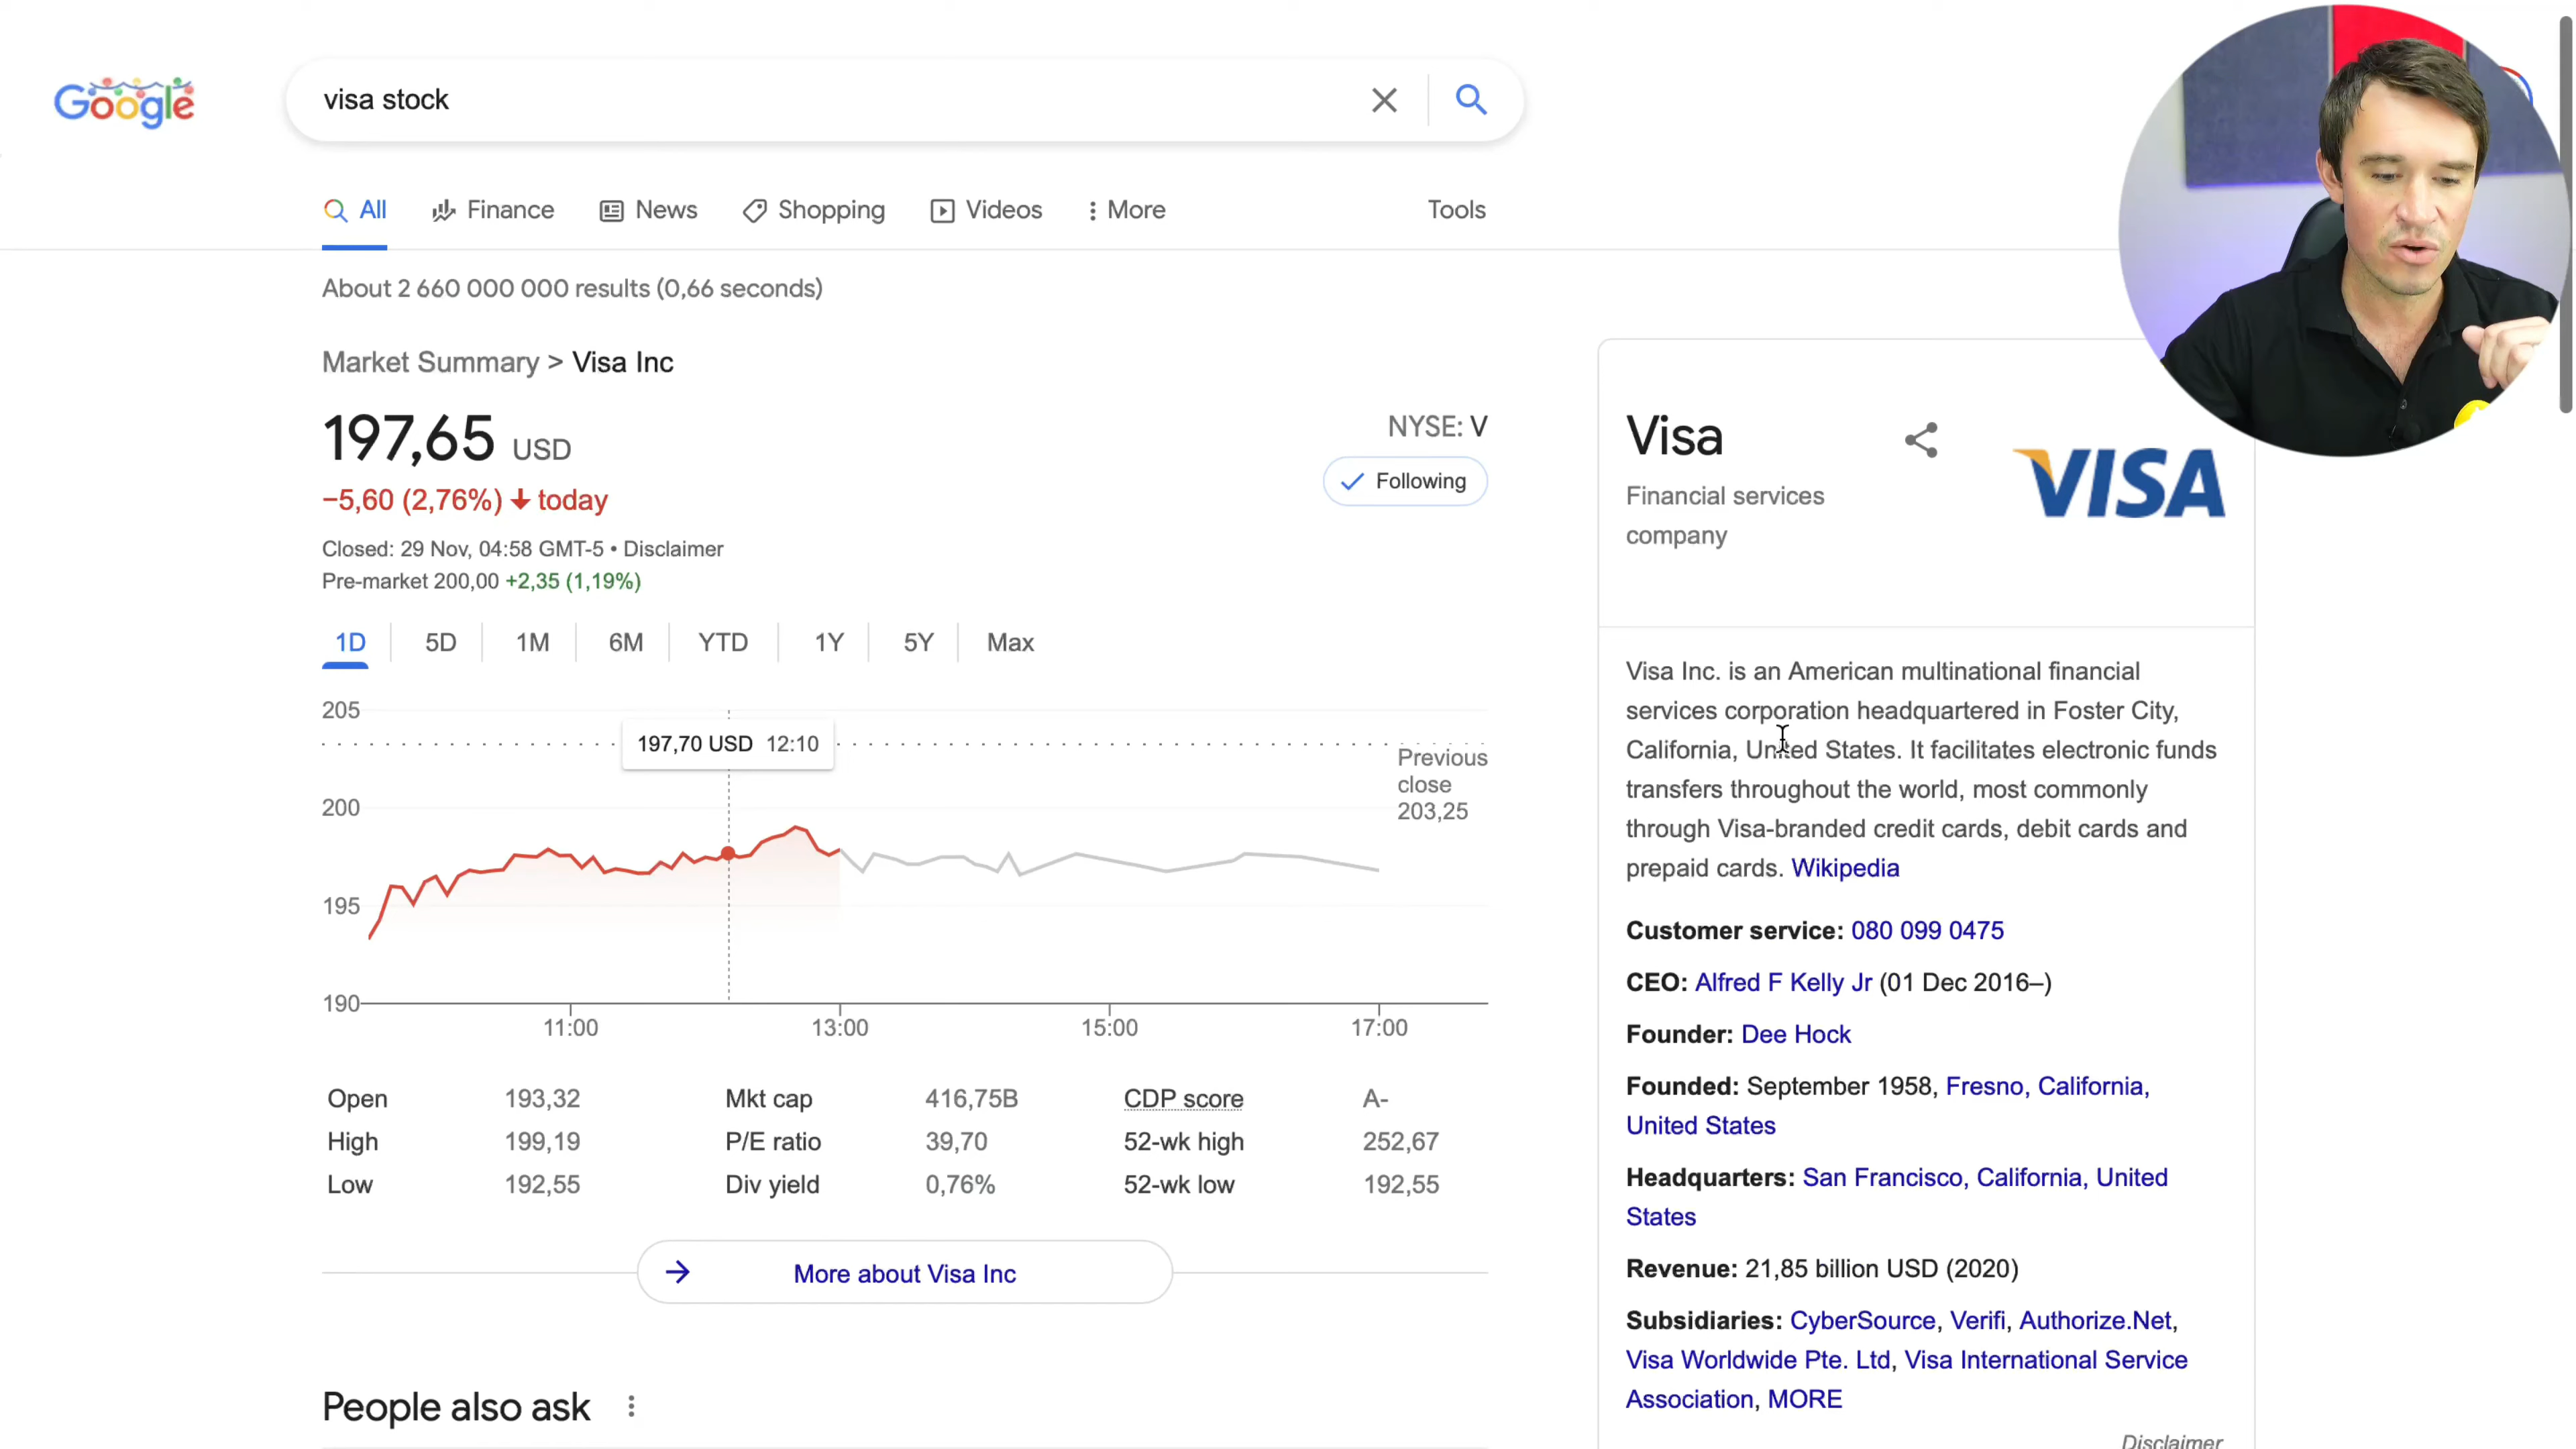 Google
visa stock
All
Finance
News
Shopping
Videos
More
Tools
About 2 660 000 000 results (0,66 seconds)
Market Summary > Visa Inc
197,65 USD
−5,60 (2,76%) today
Closed: 29 Nov, 04:58 GMT-5 • Disclaimer
Pre-market 200,00 +2,35 (1,19%)
NYSE: V
Following
1D 5D 1M 6M YTD 1Y 5Y Max
205
197,70 USD 12:10
Previous
close
203,25
200
195
190
11:00 13:00 15:00 17:00
Open 193,32 Mkt cap 416,75B CDP score A-
High 199,19 P/E ratio 39,70 52-wk high 252,67
Low 192,55 Div yield 0,76% 52-wk low 192,55
More about Visa Inc
People also ask
Visa
Financial services
company
VISA
Visa Inc. is an American multinational financial
services corporation headquartered in Foster City,
California, United States. It facilitates electronic funds
transfers throughout the world, most commonly
through Visa-branded credit cards, debit cards and
prepaid cards. Wikipedia
Customer service: 080 099 0475
CEO: Alfred F Kelly Jr (01 Dec 2016–)
Founder: Dee Hock
Founded: September 1958, Fresno, California,
United States
Headquarters: San Francisco, California, United
States
Revenue: 21,85 billion USD (2020)
Subsidiaries: CyberSource, Verifi, Authorize.Net,
Visa Worldwide Pte. Ltd, Visa International Service
Association, MORE
Disclaimer